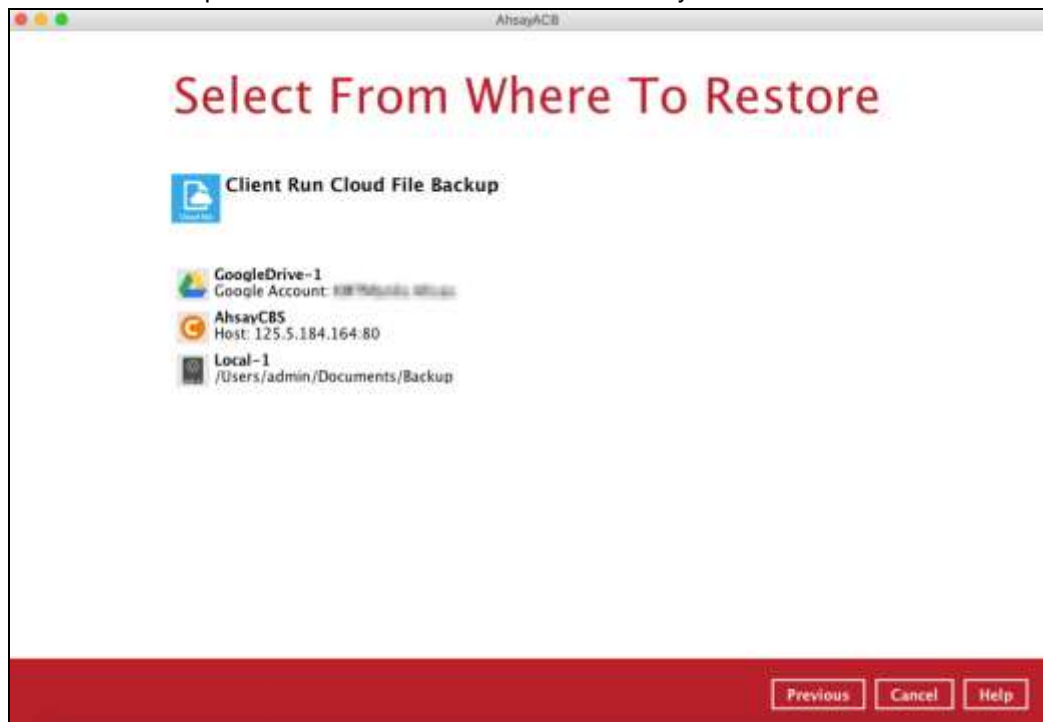 AhsayACB
Select From Where To Restore
Client Run Cloud File Backup
GoogleDrive-1
Google Account:
AhsayCBS
Host: 125.5.184.164:80
Local-1
/Users/admin/Documents/Backup
Previous Cancel Help